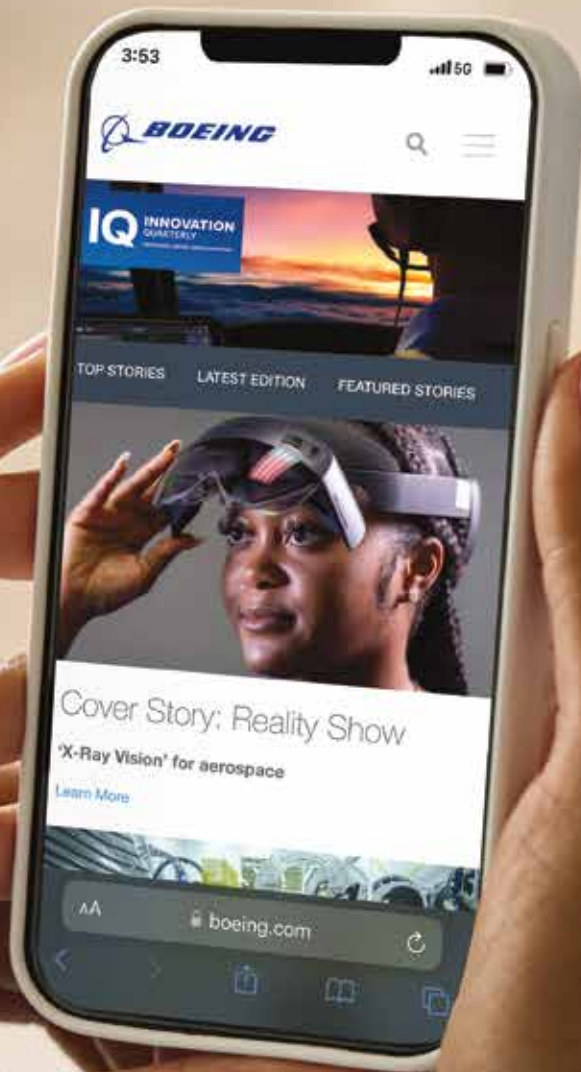 3:53
5G
BOEING
IQ INNOVATION
QUARTERLY
TOP STORIES
LATEST EDITION
FEATURED STORIES
Cover Story: Reality Show
'X-Ray Vision' for aerospace
Learn More
AA
boeing.com